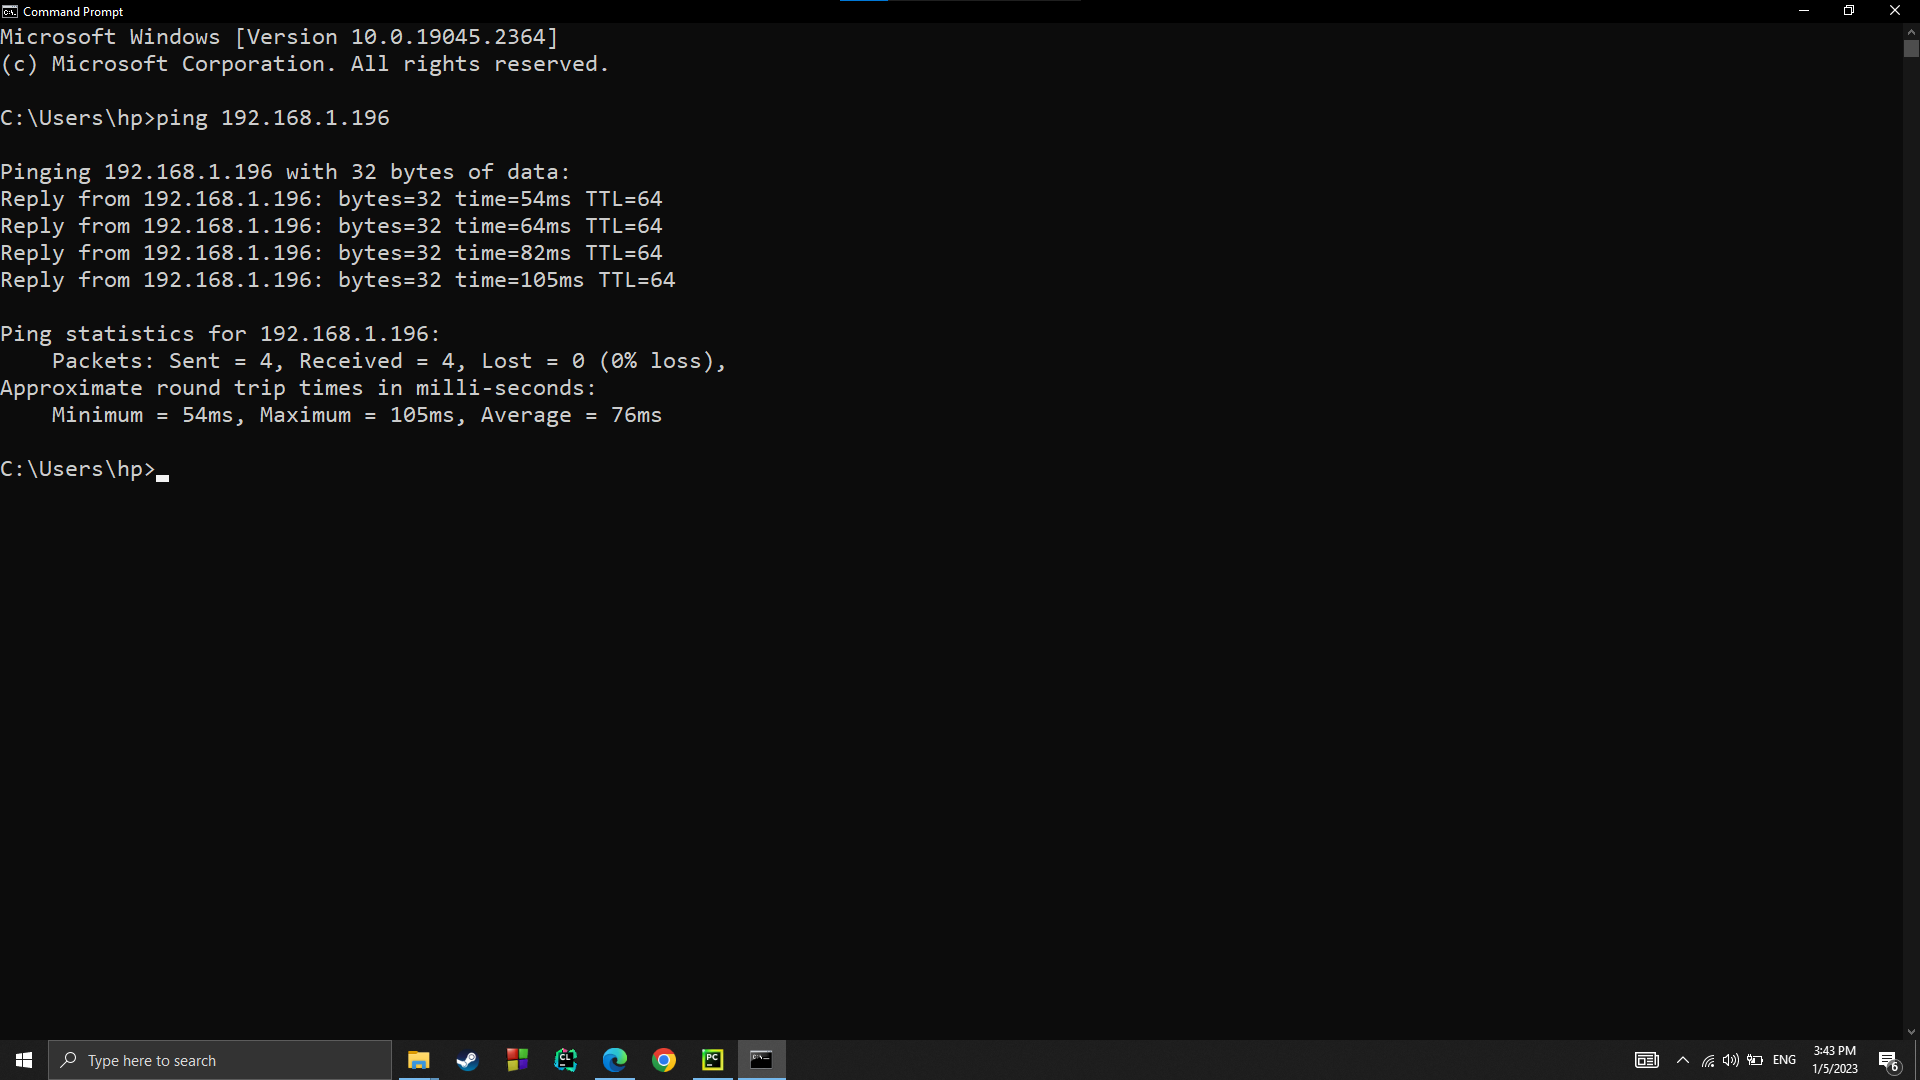 Command Prompt
Microsoft Windows [Version 10.0.19045.2364]
(c) Microsoft Corporation. All rights reserved.
C:\Users\hp>ping 192.168.1.196
Pinging 192.168.1.196 with 32 bytes of data:
Reply from 192.168.1.196: bytes=32 time=54ms TTL=64
Reply from 192.168.1.196: bytes=32 time=64ms TTL=64
Reply from 192.168.1.196: bytes=32 time=82ms TTL=64
Reply from 192.168.1.196: bytes=32 time=105ms TTL=64
Ping statistics for 192.168.1.196:
    Packets: Sent = 4, Received = 4, Lost = 0 (0% loss),
Approximate round trip times in milli-seconds:
    Minimum = 54ms, Maximum = 105ms, Average = 76ms
C:\Users\hp>
Type here to search
CL
PC
ENG
3:43 PM
1/5/2023
6